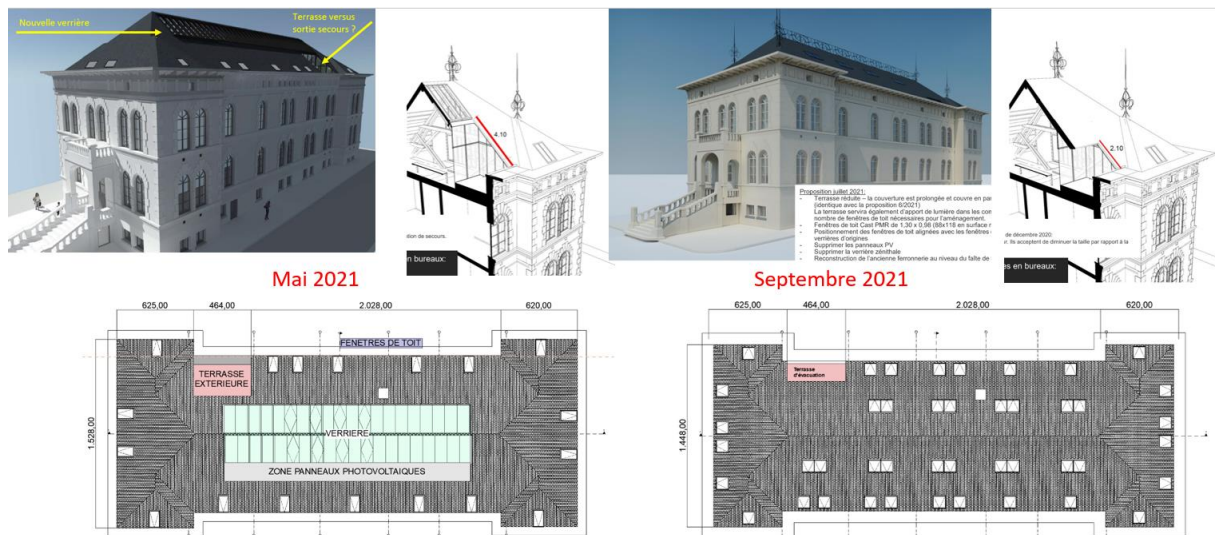 Nouvelle verrière
Terrasse versus
sortie secours ?
4.10
2.10
Proposition juillet 2021:
- Terrasse réduite – la couverture est prolongée et couvre en par
(identique avec la proposition 6/2021)
- La terrasse servira également d'apport de lumière dans les com
nombre de fenêtres de toit nécessaires pour l'aménagement.
- Fenêtres de toit Cast PMR de 1,30 x 0,98 (88x118 en surface
- Positionnement des fenêtres de toit alignées avec les fenêtres
verrières d'origines.
- Supprimer les panneaux PV
- Supprimer la verrière zénithale
- Reconstruction de l'ancienne ferronnerie au niveau du faîte de
ction de secours.
n bureaux:
de décembre 2020:
Ils acceptent de diminuer la taille par rapport à la
es en bureaux:
Mai 2021
Septembre 2021
625,00
464,00
2.028,00
620,00
FENETRES DE TOIT
TERRASSE
EXTERIEURE
VERRIERE
ZONE PANNEAUX PHOTOVOLTAIQUES
1.528,00
625,00
464,00
2.028,00
620,00
Terrasse
d'évacuation
1.448,00